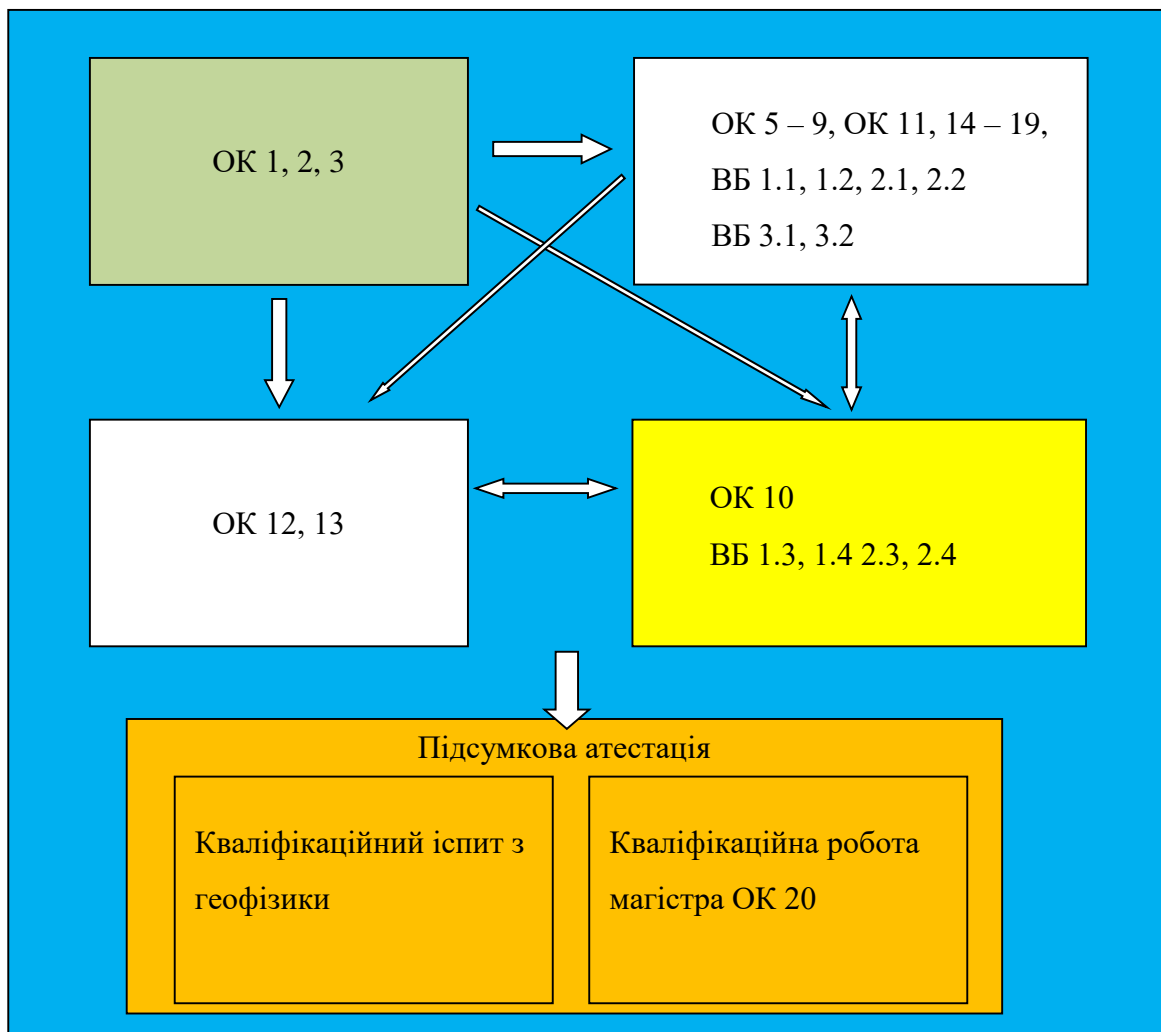 ОК 1, 2, 3
ОК 5 – 9, ОК 11, 14 – 19,
ВБ 1.1, 1.2, 2.1, 2.2
ВБ 3.1, 3.2
ОК 12, 13
ОК 10
ВБ 1.3, 1.4 2.3, 2.4
Підсумкова атестація
Кваліфікаційний іспит з
геофізики
Кваліфікаційна робота
магістра ОК 20